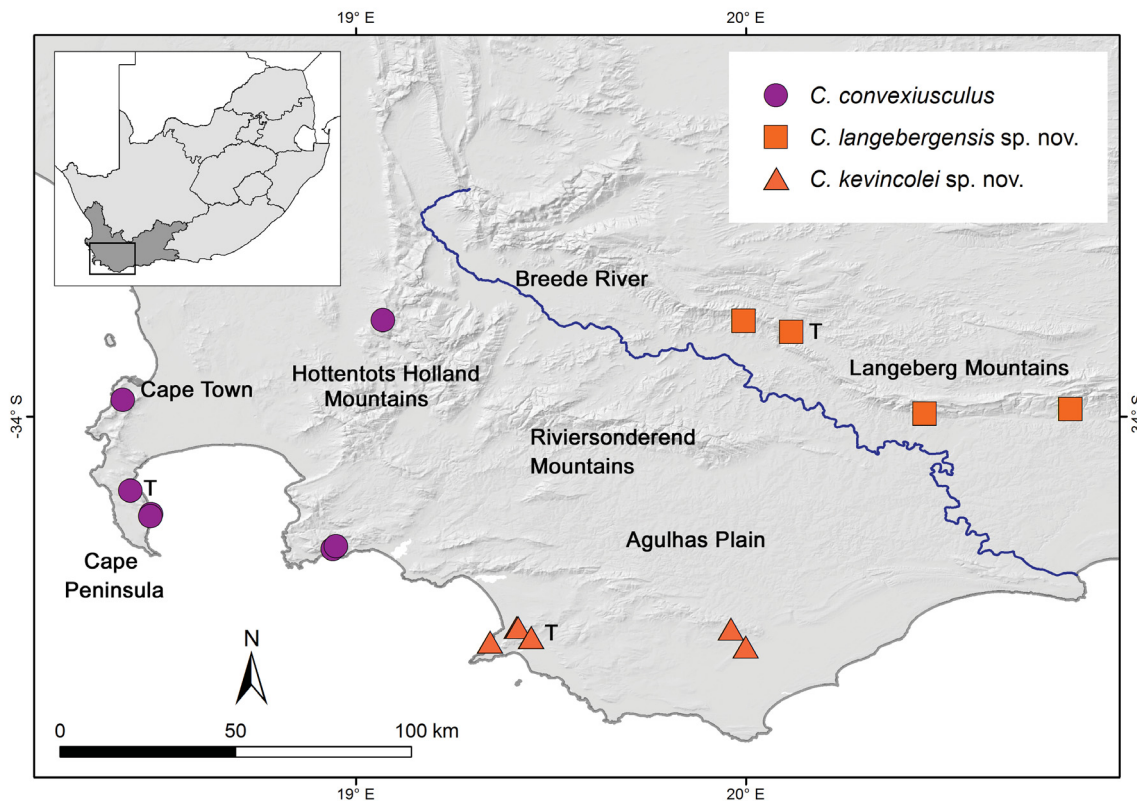 19° E
20° E
C. convexiusculus
C. langebergensis sp. nov.
C. kevincolei sp. nov.
Breede River
T
Langeberg Mountains
Hottentots Holland
Mountains
Cape Town
-34° S
34° S
Riviersonderend
Mountains
T
Agulhas Plain
Cape
Peninsula
T
N
0
50
100 km
19° E
20° E